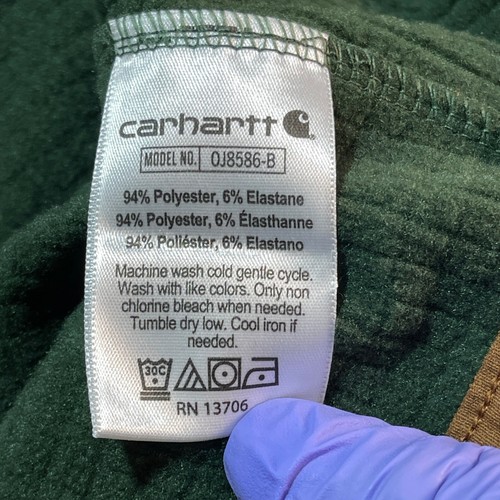 carhartt
MODEL NO. OJ8586-B
94% Polyester, 6% Elastane
94% Polyester, 6% Élasthanne
94% Poliéster, 6% Elastano
Machine wash cold gentle cycle.
Wash with like colors. Only non
chlorine bleach when needed.
Tumble dry low. Cool iron if
needed.
30C
RN 13706